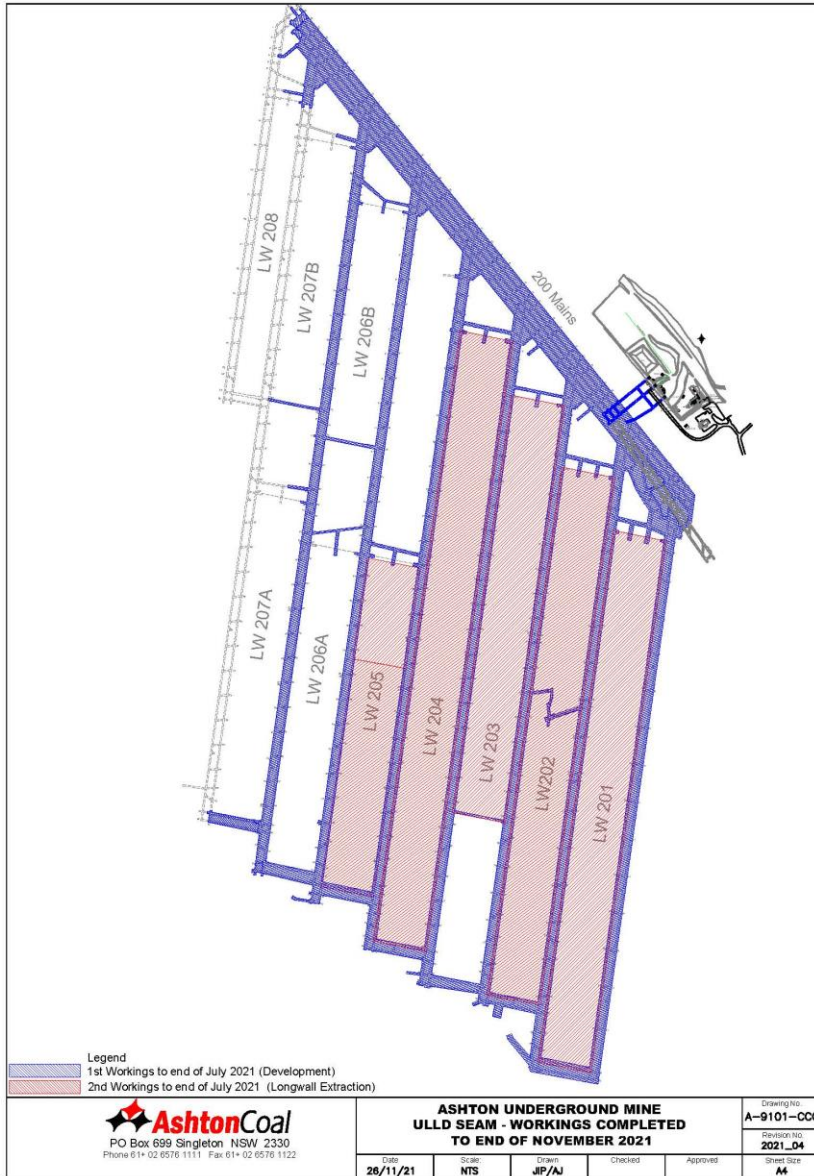 200 Mains
LW 208
LW 207B
LW 206B
LW 207A
LW 206A
LW 205
LW 204
LW 203
LW202
LW 201
Legend
1st Workings to end of July 2021 (Development)
2nd Workings to end of July 2021 (Longwall Extraction)
AshtonCoal
PO Box 699 Singleton NSW 2330
Phone 61+ 02 6576 1111 Fax 61+ 02 6576 1122
ASHTON UNDERGROUND MINE
ULLD SEAM - WORKINGS COMPLETED
TO END OF NOVEMBER 2021
Date
26/11/21
Scale:
NTS
Drawn
JIP/AJ
Checked
Approved
Drawing No.
A-9101-CC
Revision No.
2021_04
Sheet Size
A4